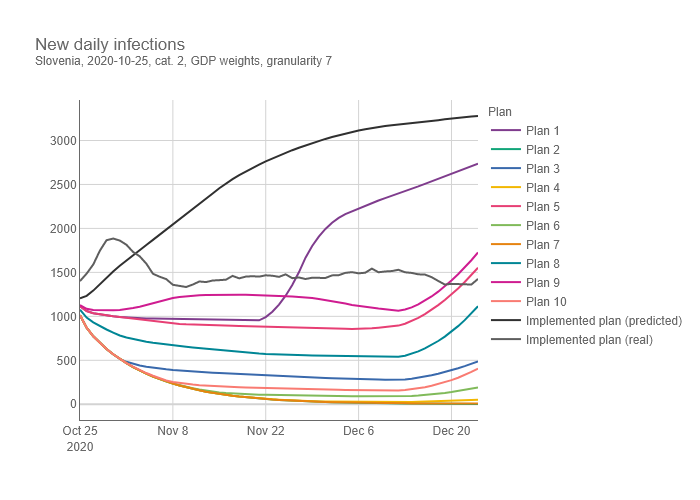 New daily infections
Slovenia, 2020-10-25, cat. 2, GDP weights, granularity 7
Plan
3000
2500
2000
1500
1000
500
0
Oct 25
2020
Nov 8
Nov 22
Dec 6
Dec 20
Plan 1
Plan 2
Plan 3
Plan 4
Plan 5
Plan 6
Plan 7
Plan 8
Plan 9
Plan 10
Implemented plan (predicted)
Implemented plan (real)